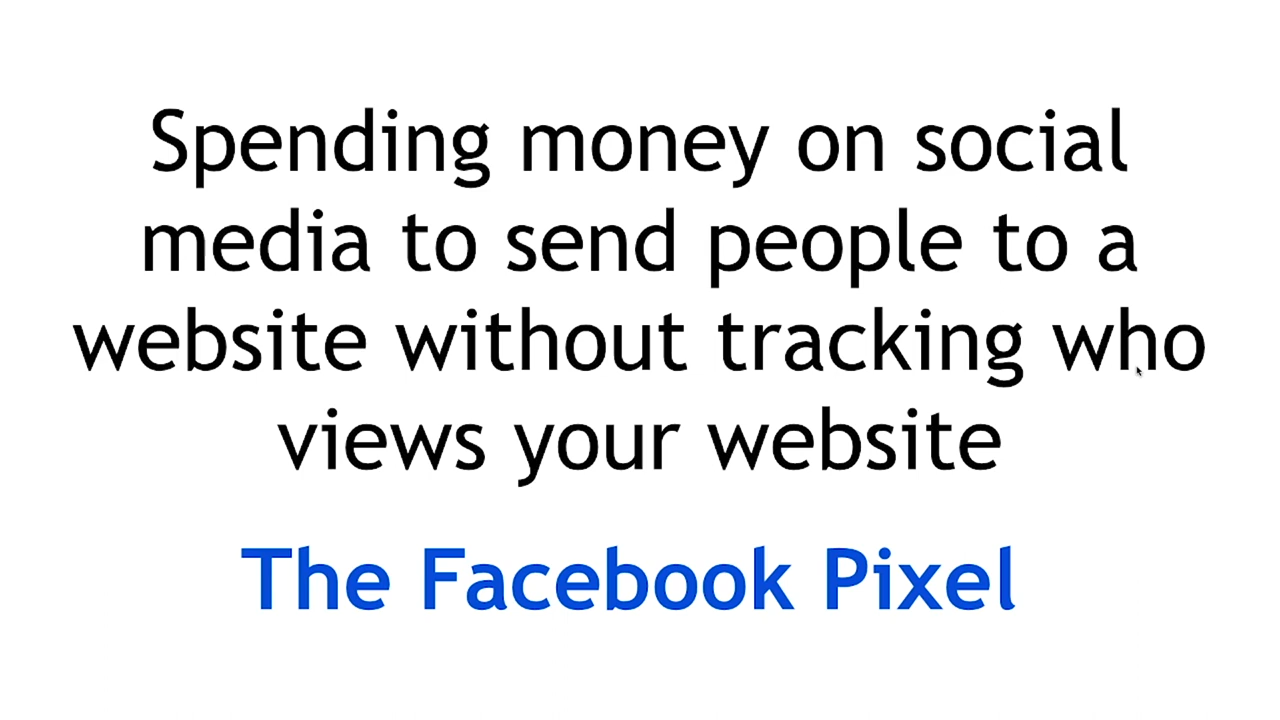 Spending money on social
media to send people to a
website without tracking who
views your website
The Facebook Pixel